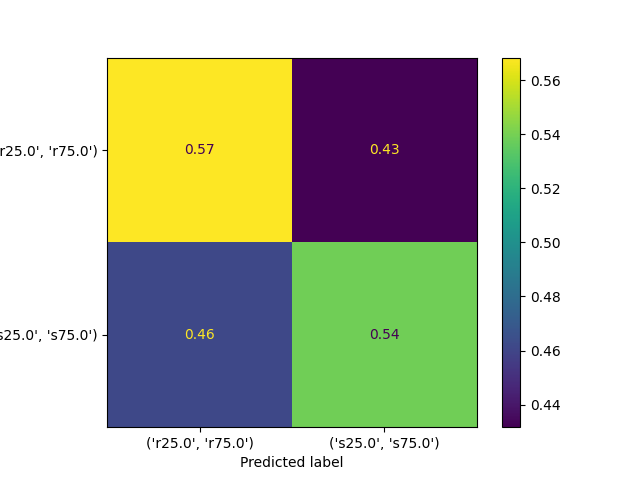 r25.0', 'r75.0')
s25.0', 's75.0')
0.57 0.43
0.46 0.54
('r25.0', 'r75.0') ('s25.0', 's75.0')
Predicted label
0.56
0.54
0.52
0.50
0.48
0.46
0.44